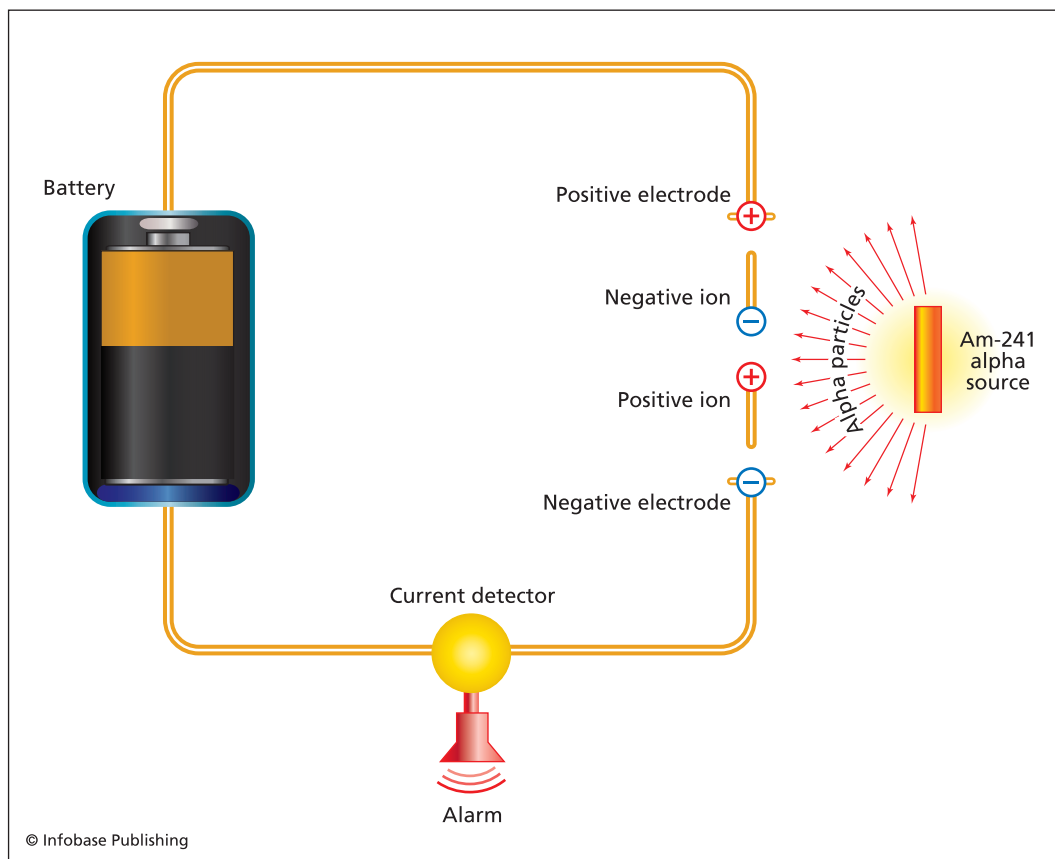 Battery
Positive electrode
Negative ion
Alpha particles
Am-241
alpha
source
Positive ion
Negative electrode
Current detector
Alarm
© Infobase Publishing